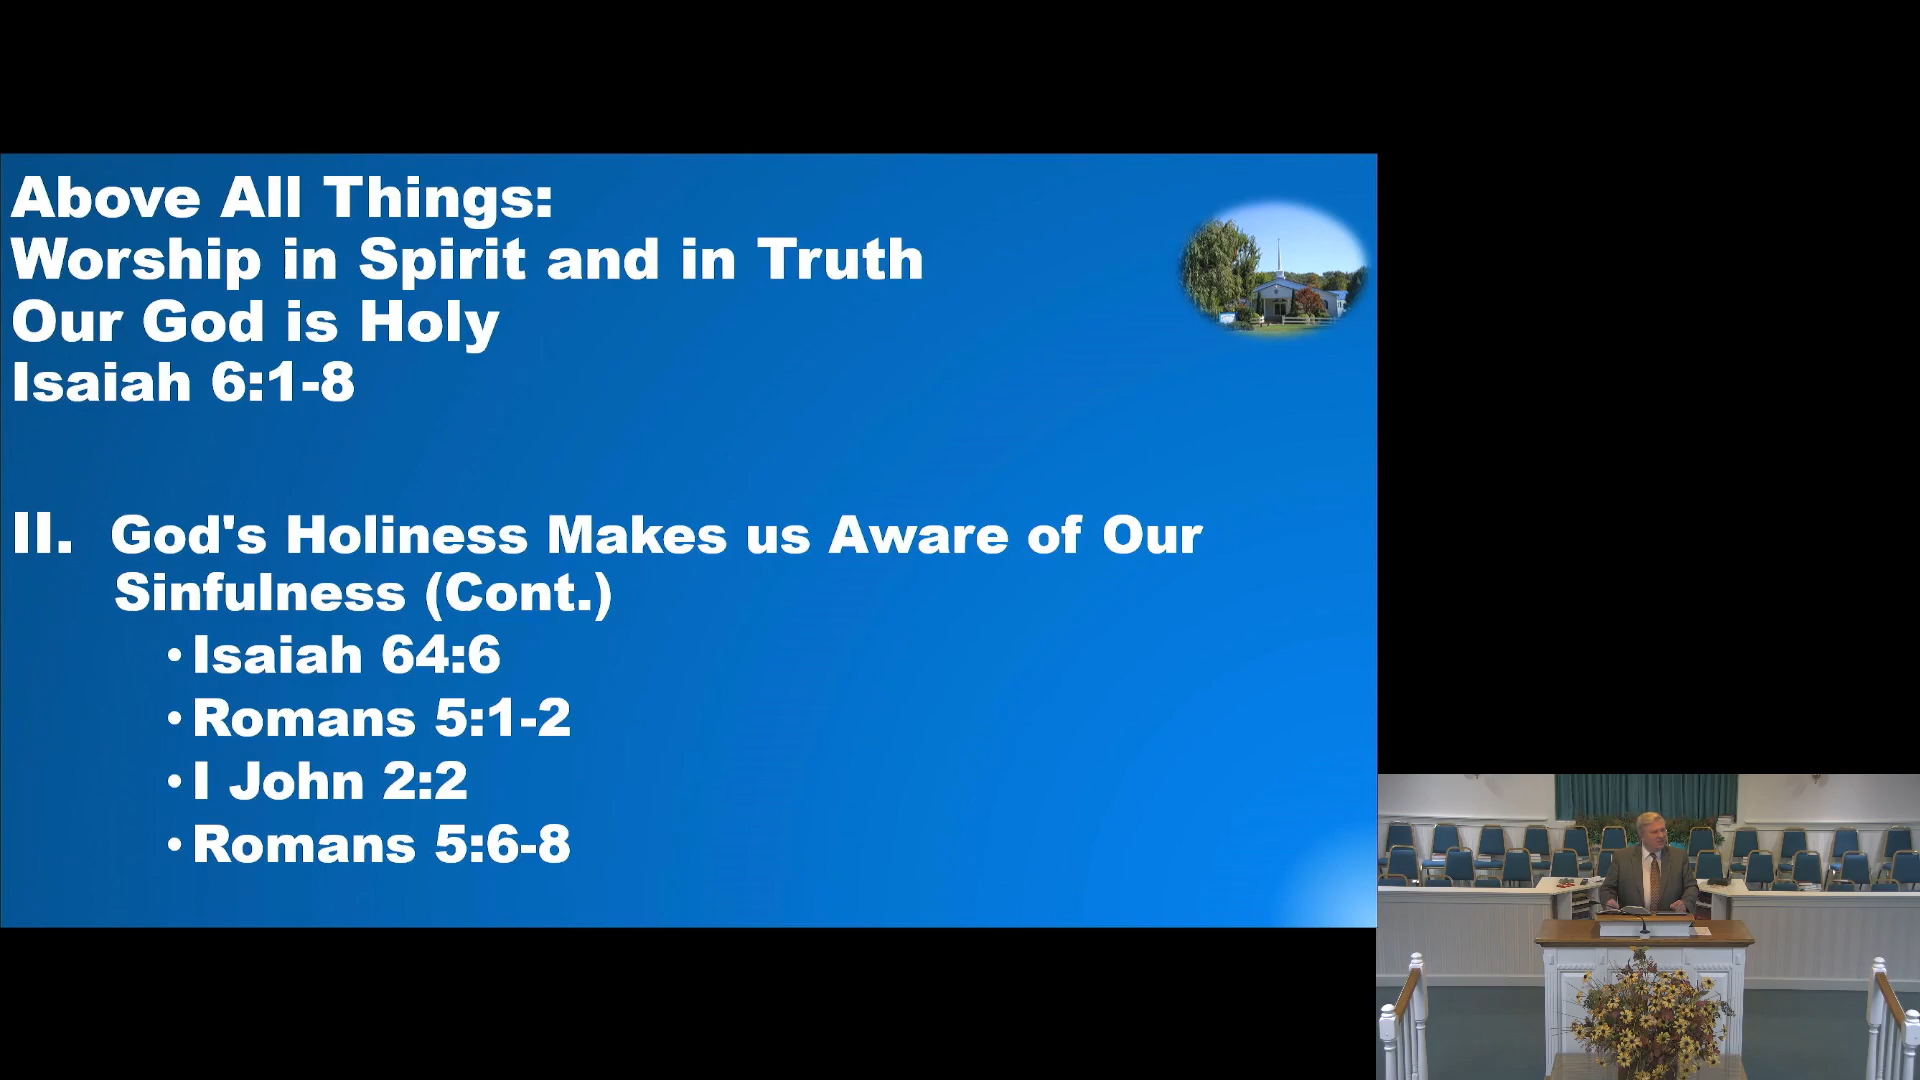 Above All Things:
Worship in Spirit and in Truth
Our God is Holy
Isaiah 6:1-8
II. God's Holiness Makes us Aware of Our
Sinfulness (Cont.)
• Isaiah 64:6
• Romans 5:1-2
• I John 2:2
• Romans 5:6-8